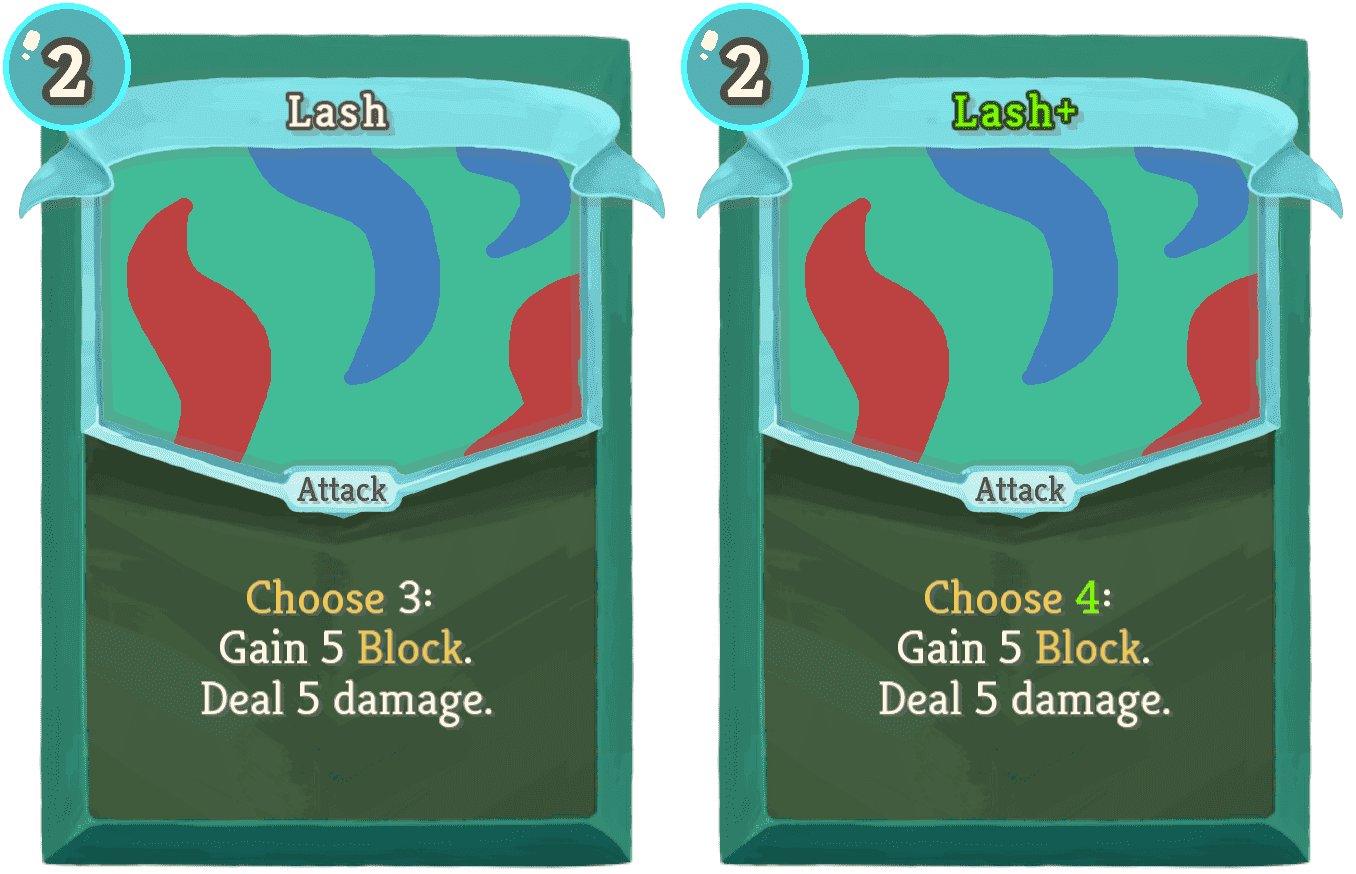 2
Lash
Attack
Choose 3:
Gain 5 Block.
Deal 5 damage.
2
Lash+
Attack
Choose 4:
Gain 5 Block.
Deal 5 damage.